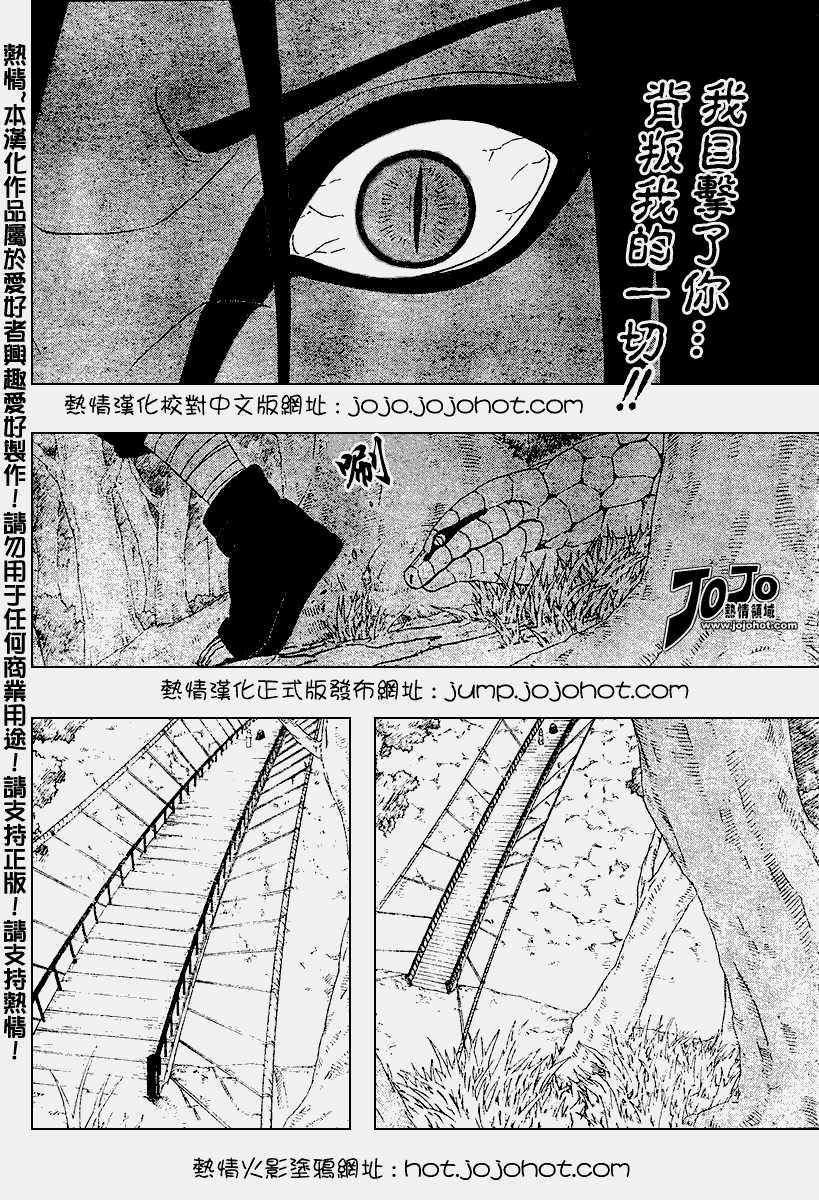 我目擊了你…
背叛我的一切!!
熱情漢化校對中文版網址：jojo.jojohot.com
唰
JOJO
熱情領域
www.jojohot.com
熱情漢化正式版發布網址：jump.jojohot.com
熱情火影塗鴉網址：hot.jojohot.com
熱情~本漢化作品屬於愛好者興趣愛好製作！請勿用于任何商業用途！請支持正版！請支持熱情！